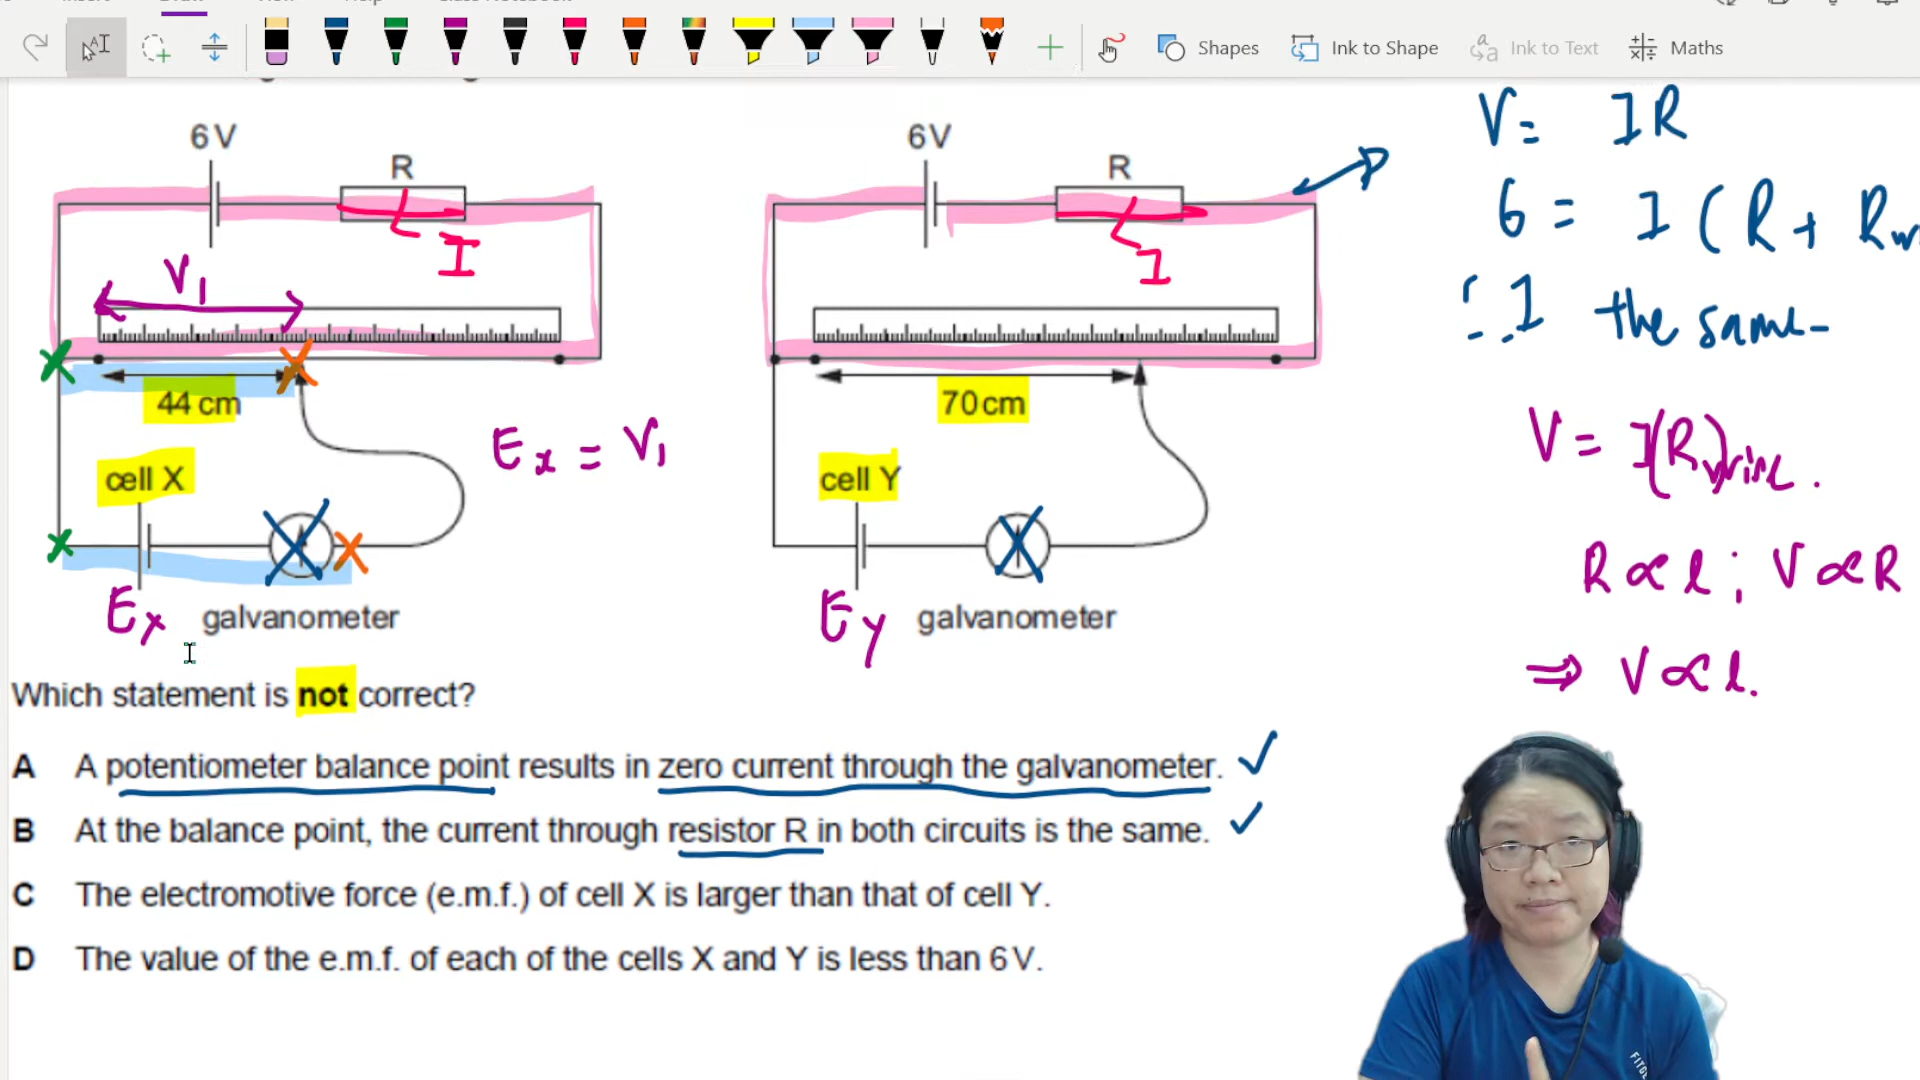 Shapes
Ink to Shape
Ink to Text
Maths
6 V
R
I
V₁
44 cm
cell X
Eₓ = V₁
Eₓ
galvanometer
6 V
R
I
70 cm
cell Y
E_y
galvanometer
V = IR
6 = I (R + R
∴ I the same
V = I(R)wire.
R ∝ l ; V ∝ R
⇒ V ∝ l.
Which statement is not correct?
A A potentiometer balance point results in zero current through the galvanometer. ✓
B At the balance point, the current through resistor R in both circuits is the same. ✓
C The electromotive force (e.m.f.) of cell X is larger than that of cell Y.
D The value of the e.m.f. of each of the cells X and Y is less than 6 V.